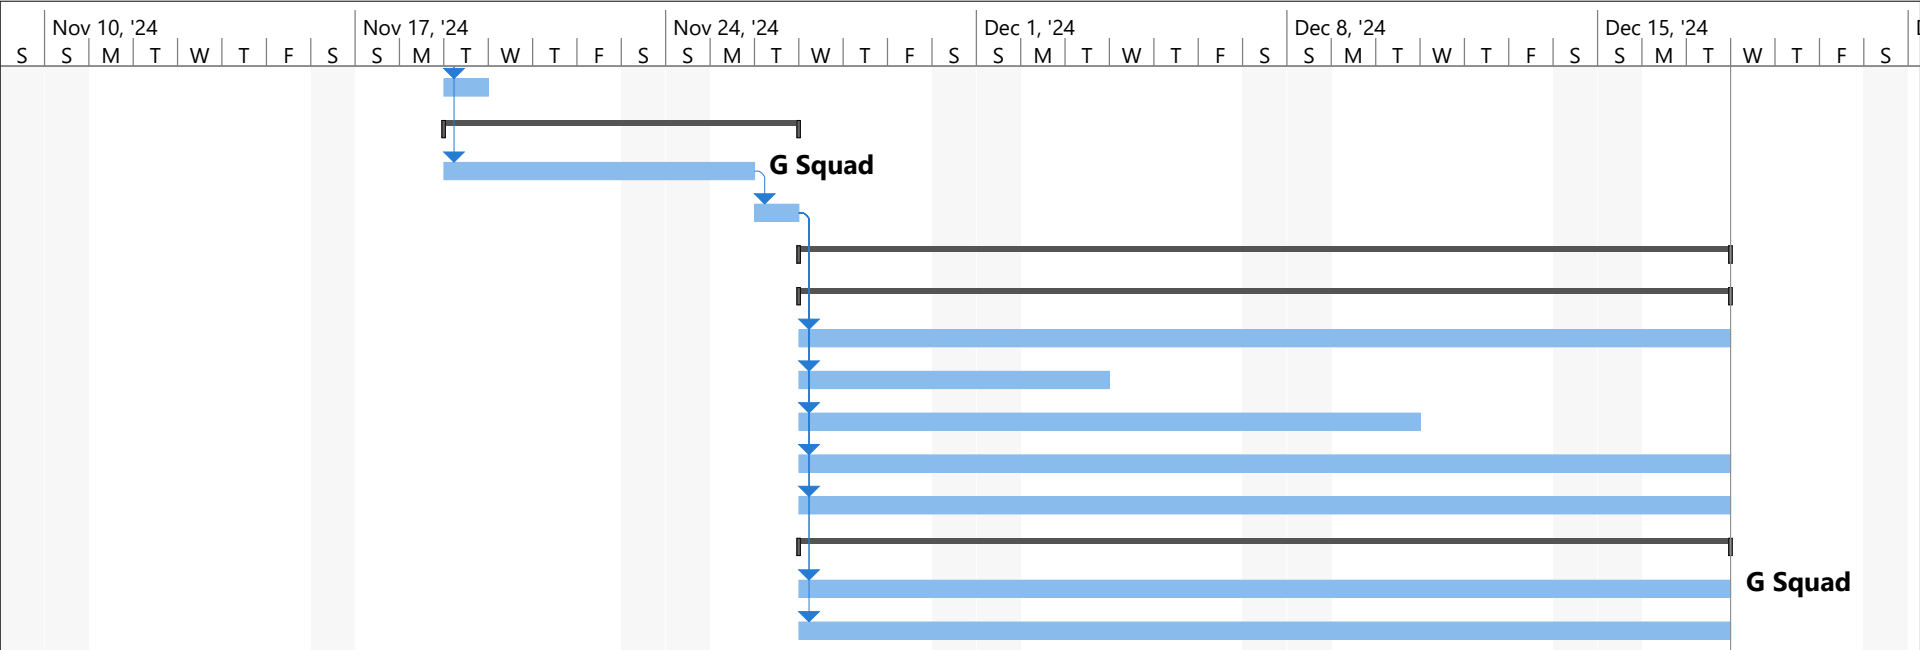 Nov 10, '24 Nov 17, '24 Nov 24, '24 Dec 1, '24 Dec 8, '24 Dec 15, '24
S S M T W T F S S M T W T F S S M T W T F S S M T W T F S S M T W T F S S M T W T F S
G Squad
G Squad